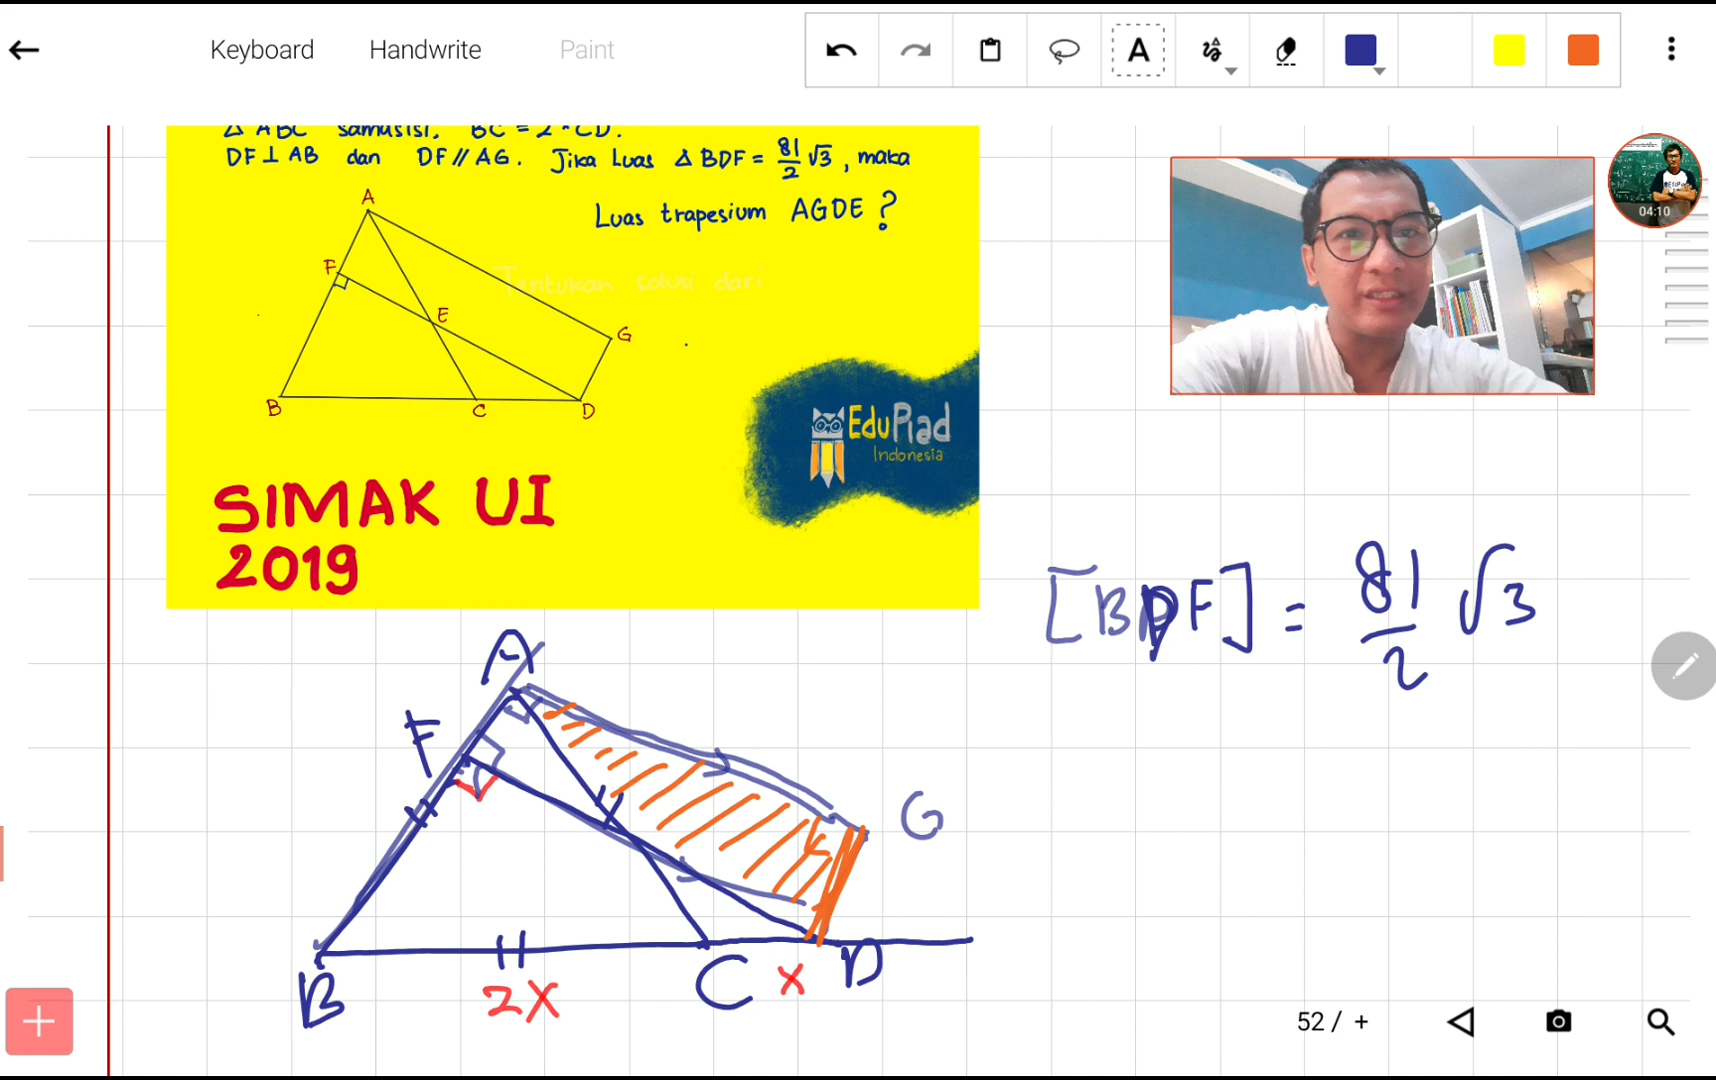 Keyboard Handwrite Paint
A
△ ABC samasisi, BC = 2 × CD.
DF ⊥ AB dan DF // AG. Jika Luas △ BDF = 81/2 √3, maka
Luas trapesium AGDE ?
Tentukan solusi dari
A
F
E
G
B C D
EduPiad
Indonesia
SIMAK UI
2019
04:10
[BDF] = 81/2 √3
A
F
G
B C D
2x x
52 / +